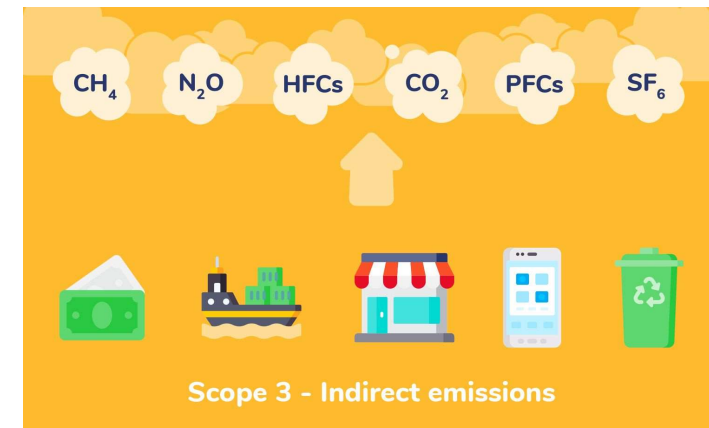 CH₄ N₂O HFCs CO₂ PFCs SF₆
Scope 3 - Indirect emissions